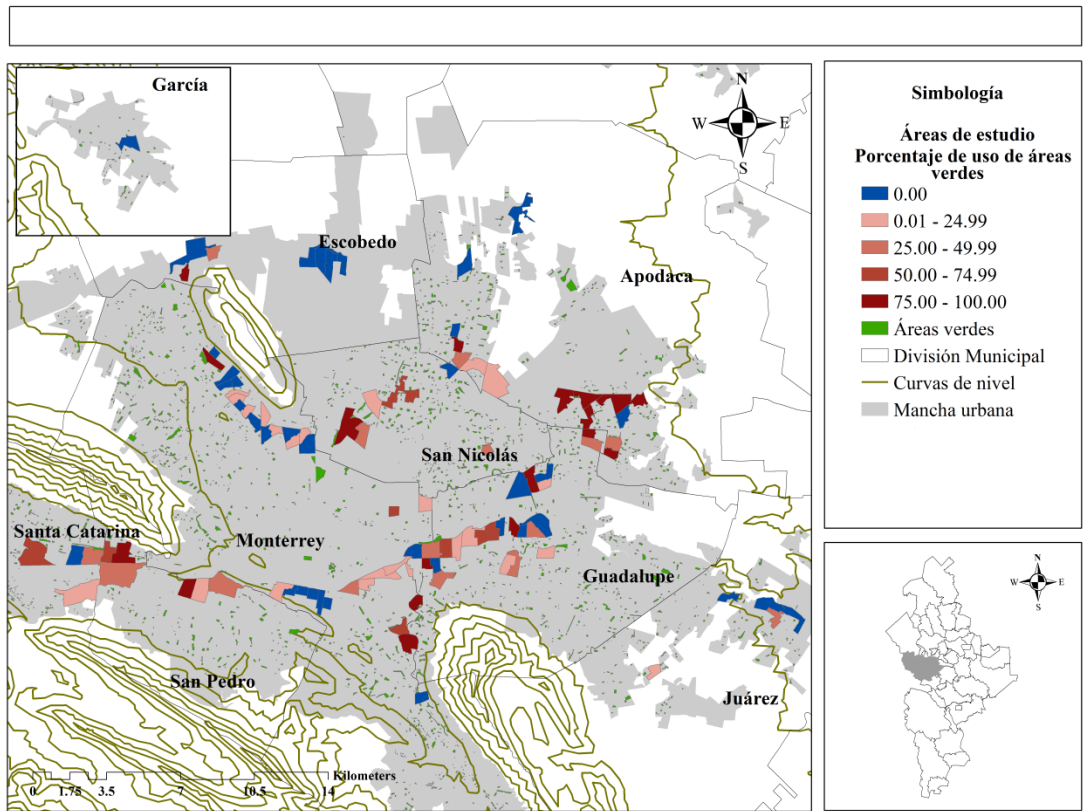 García
N
W
E
S
Escobedo
Apodaca
San Nicolás
Santa Catarina
Monterrey
Guadalupe
San Pedro
Juárez
Kilometers
0 1.75 3.5 7 10.5 14
Simbología
Áreas de estudio
Porcentaje de uso de áreas
verdes
0.00
0.01 - 24.99
25.00 - 49.99
50.00 - 74.99
75.00 - 100.00
Áreas verdes
División Municipal
Curvas de nivel
Mancha urbana
N
W
E
S